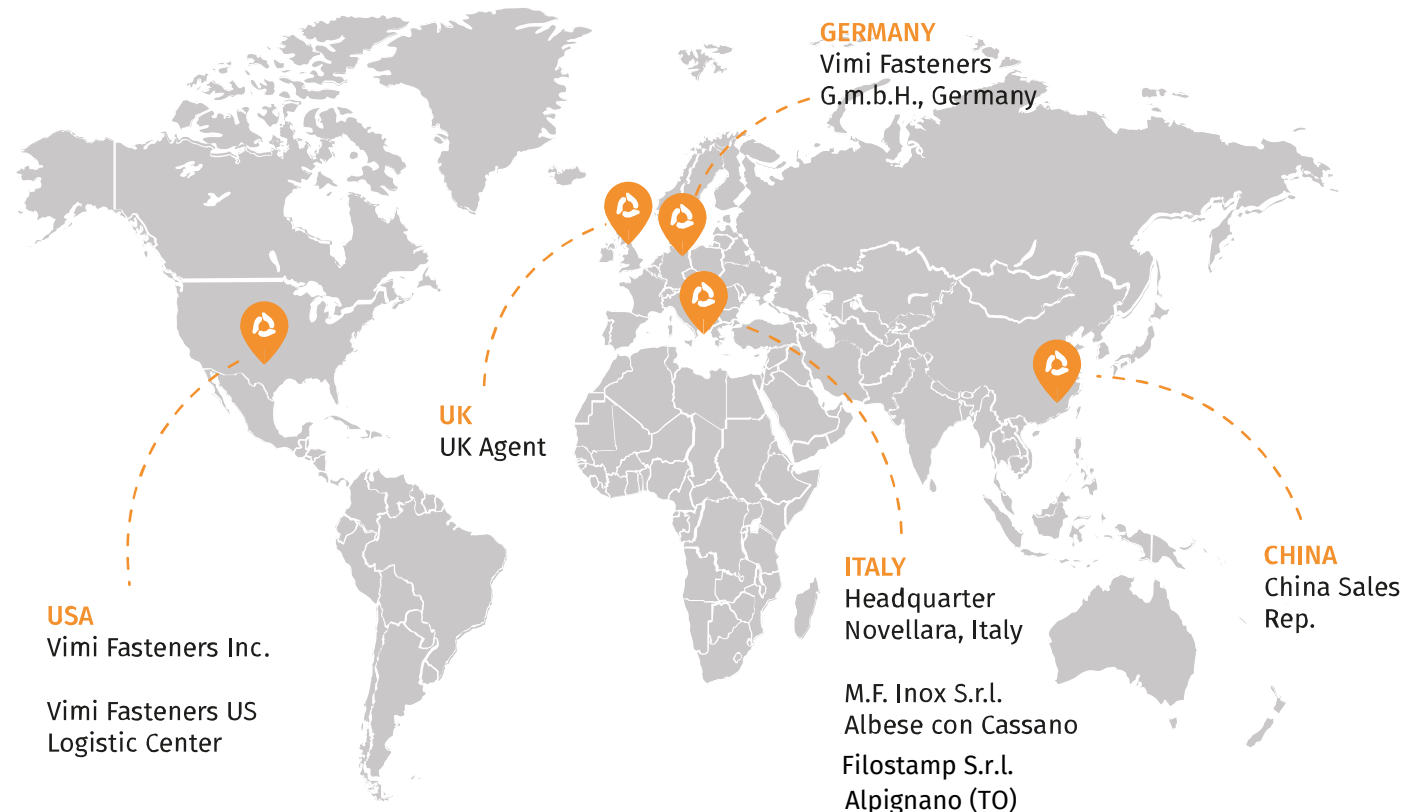 GERMANY
Vimi Fasteners
G.m.b.H., Germany
UK
UK Agent
USA
Vimi Fasteners Inc.
Vimi Fasteners US
Logistic Center
ITALY
Headquarter
Novellara, Italy
M.F. Inox S.r.l.
Albese con Cassano
Filostamp S.r.l.
Alpignano (TO)
CHINA
China Sales
Rep.